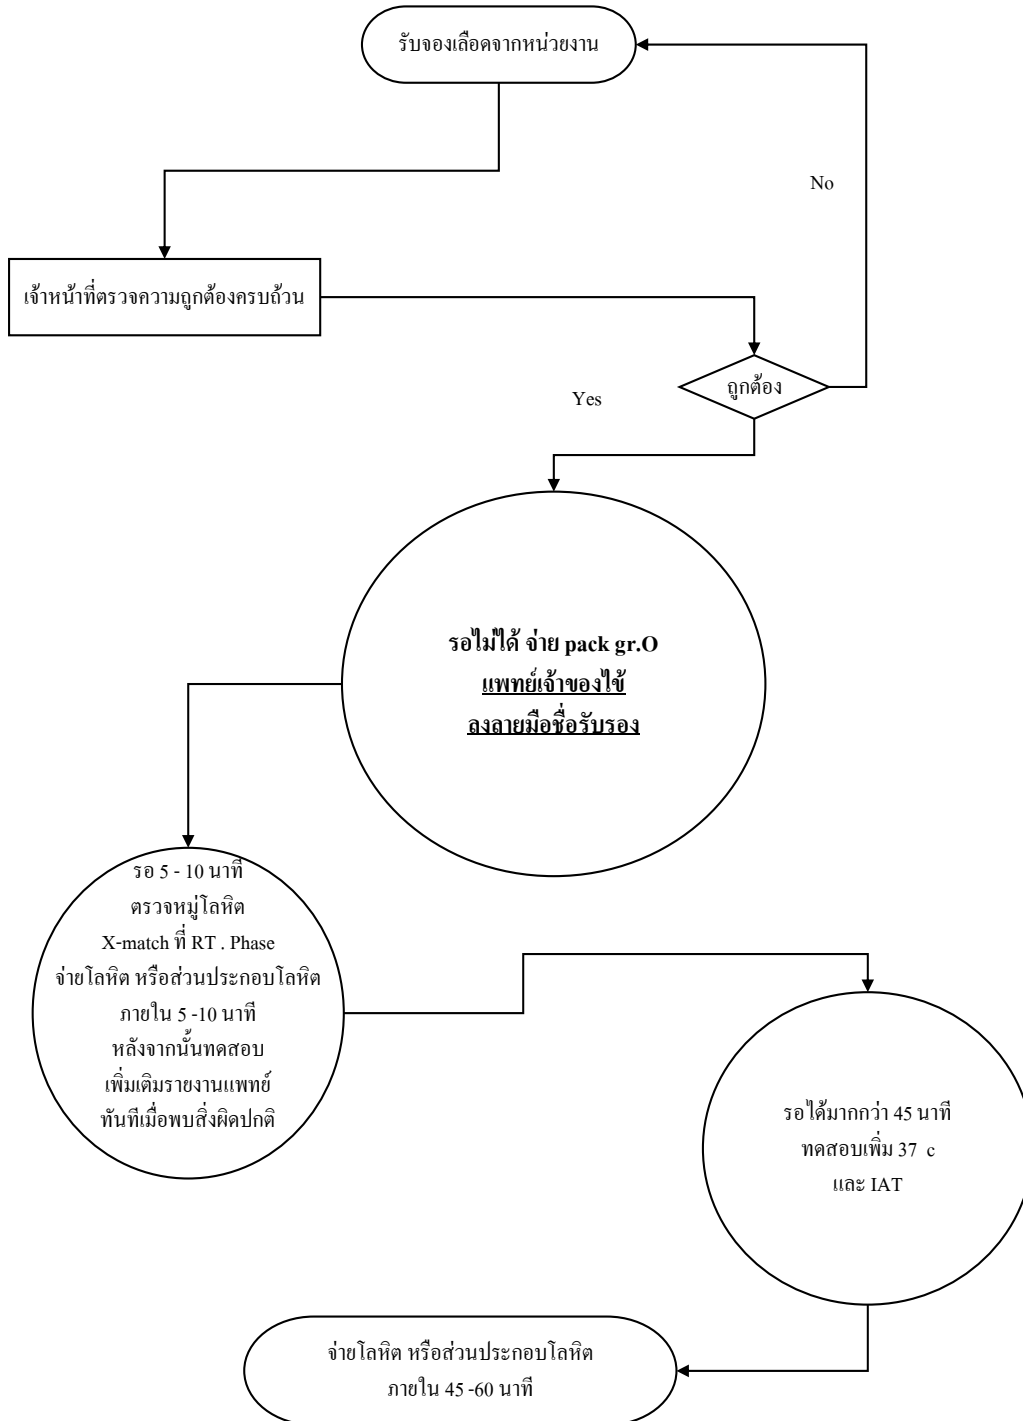 รับจองเลือดจากหน่วยงาน
No
เจ้าหน้าที่ตรวจความถูกต้องครบถ้วน
ถูกต้อง
Yes
รอไม่ได้ จ่าย pack gr.O
แพทย์เจ้าของไข้
ลงลายมือชื่อรับรอง
รอ 5 - 10 นาที
ตรวจหมู่โลหิต
X-match ที่ RT . Phase
จ่ายโลหิต หรือส่วนประกอบโลหิต
ภายใน 5 -10 นาที
หลังจากนั้นทดสอบ
เพิ่มเติมรายงานแพทย์
ทันทีเมื่อพบสิ่งผิดปกติ
รอได้มากกว่า 45 นาที
ทดสอบเพิ่ม 37 c
และ IAT
จ่ายโลหิต หรือส่วนประกอบโลหิต
ภายใน 45 -60 นาที